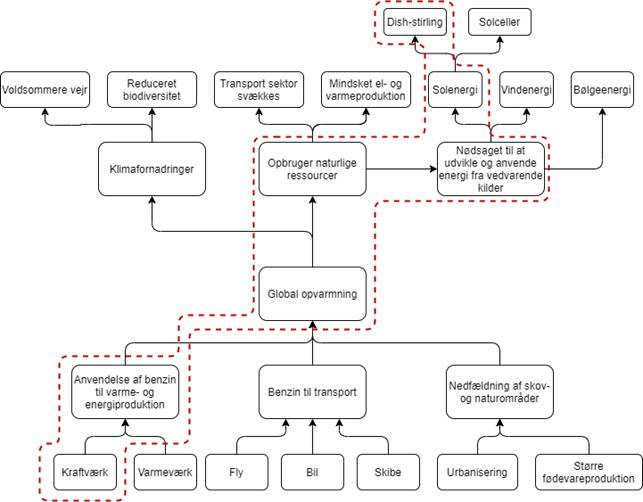 Dish-stirling
Solceller
Voldsommere vejr
Reduceret
biodiversitet
Transport sektor
svækkes
Mindsket el- og
varmeproduktion
Solenergi
Vindenergi
Bølgeenergi
Klimafornadringer
Opbruger naturlige
ressourcer
Nødsaget til at
udvikle og anvende
energi fra vedvarende
kilder
Global opvarmning
Anvendelse af benzin
til varme- og
energiproduktion
Benzin til transport
Nedfældning af skov-
og naturområder
Kraftværk
Varmeværk
Fly
Bil
Skibe
Urbanisering
Større
fødevareproduktion